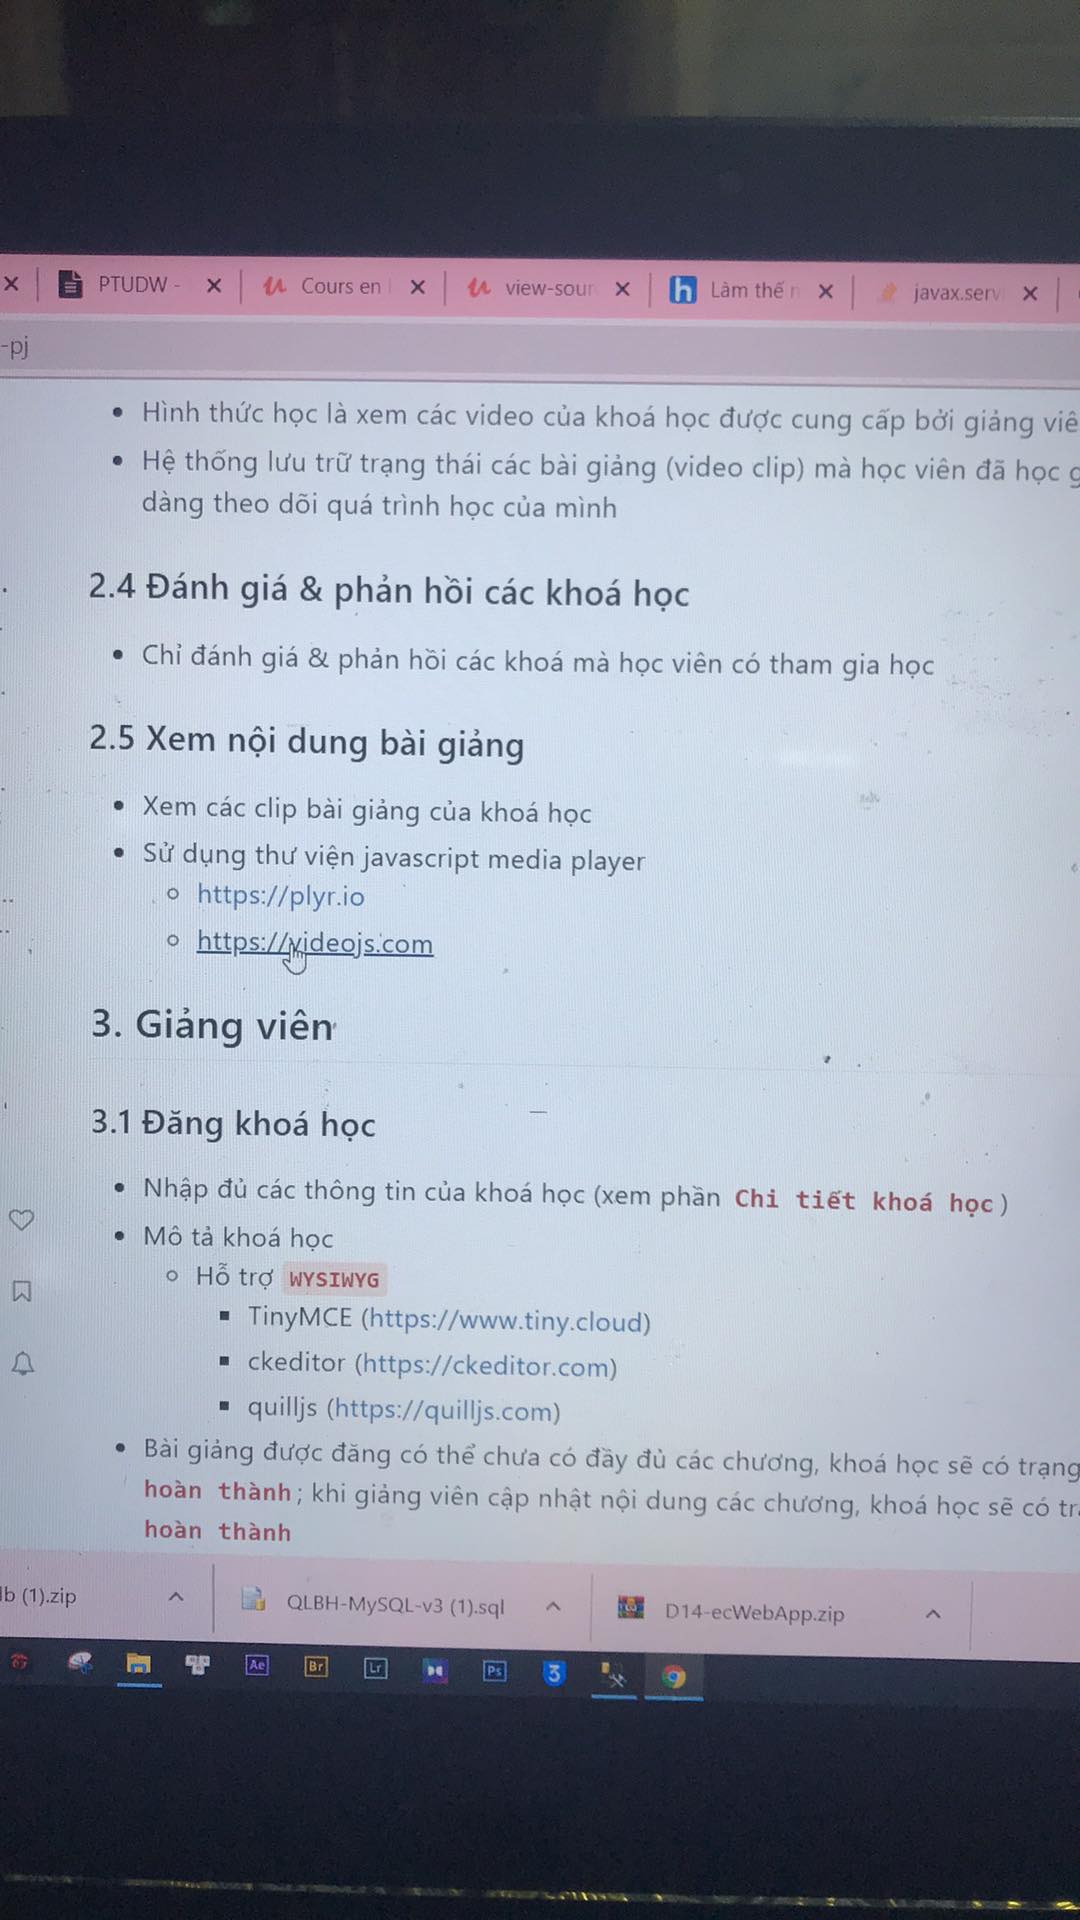 PTUDW -
Cours en
view-sour
h
Làm thế n
javax.serv
-pj
• Hình thức học là xem các video của khoá học được cung cấp bởi giảng viê
• Hệ thống lưu trữ trạng thái các bài giảng (video clip) mà học viên đã học g
dàng theo dõi quá trình học của mình
2.4 Đánh giá & phản hồi các khoá học
• Chỉ đánh giá & phản hồi các khoá mà học viên có tham gia học
2.5 Xem nội dung bài giảng
• Xem các clip bài giảng của khoá học
• Sử dụng thư viện javascript media player
https://plyr.io
https://videojs.com
3. Giảng viên
3.1 Đăng khoá học
• Nhập đủ các thông tin của khoá học (xem phần Chi tiết khoá học)
• Mô tả khoá học
Hỗ trợ WYSIWYG
TinyMCE (https://www.tiny.cloud)
ckeditor (https://ckeditor.com)
quilljs (https://quilljs.com)
• Bài giảng được đăng có thể chưa có đầy đủ các chương, khoá học sẽ có trạng
hoàn thành; khi giảng viên cập nhật nội dung các chương, khoá học sẽ có tr
hoàn thành
lb (1).zip
QLBH-MySQL-v3 (1).sql
D14-ecWebApp.zip
Ae
Br
Lr
Ps
3